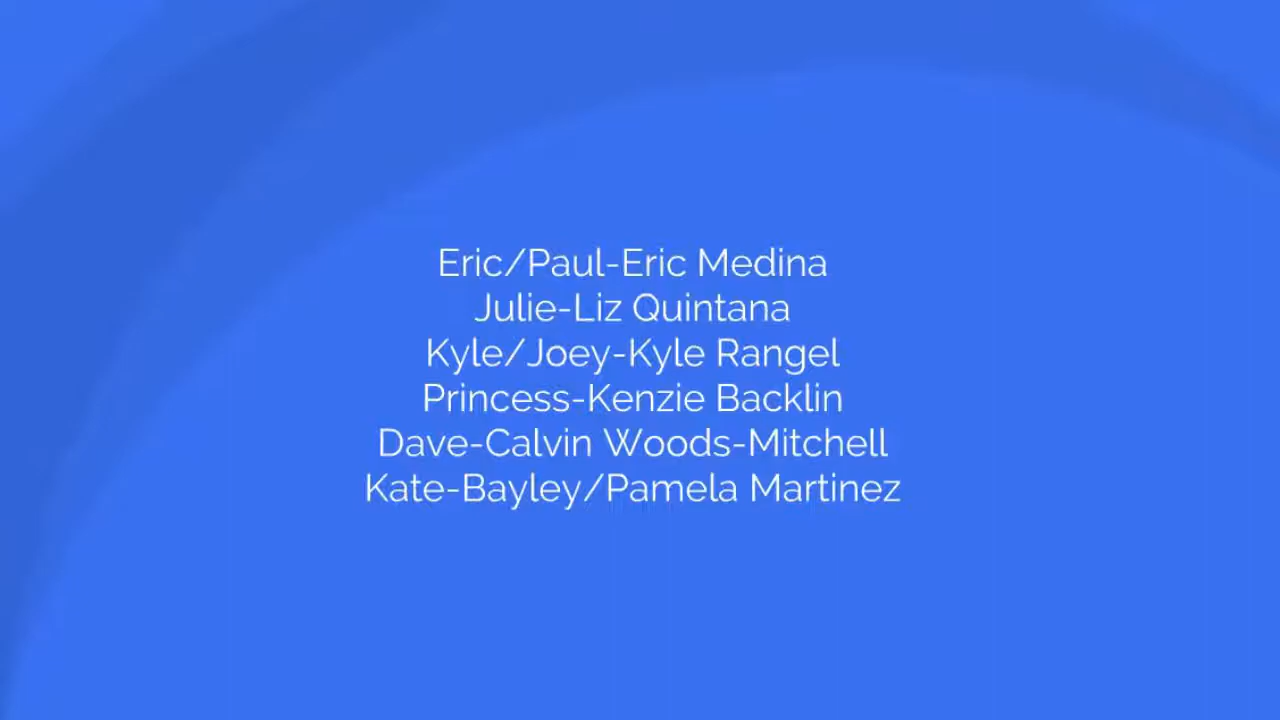 Eric/Paul-Eric Medina
Julie-Liz Quintana
Kyle/Joey-Kyle Rangel
Princess-Kenzie Backlin
Dave-Calvin Woods-Mitchell
Kate-Bayley/Pamela Martinez